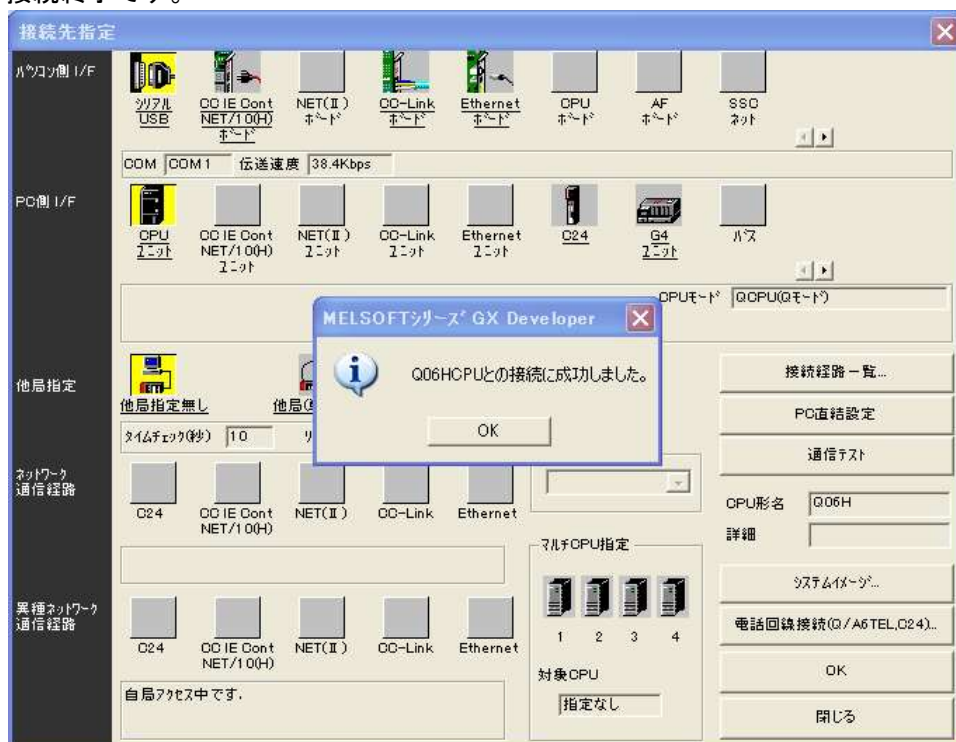 接続終了です。
接続先指定
パソコン側 I/F
シリアル
USB
CC IE Cont
NET/10(H)
ボード
NET(Ⅱ)
ボード
CC-Link
ボード
Ethernet
ボード
CPU
ボード
AF
ボード
SSC
ネット
COM COM1 伝送速度 38.4Kbps
PC側 I/F
CPU
ユニット
CC IE Cont
NET/10(H)
ユニット
NET(Ⅱ)
ユニット
CC-Link
ユニット
Ethernet
ユニット
C24
G4
ユニット
バス
CPUモード QCPU(Qモード)
MELSOFTシリーズ GX Developer
Q06HCPUとの接続に成功しました。
OK
他局指定
他局指定無し
タイムチェック(秒) 10
接続経路一覧...
PC直結設定
通信テスト
CPU形名 Q06H
詳細
システムイメージ...
電話回線接続(Q/A6TEL,C24)...
OK
閉じる
ネットワーク
通信経路
C24
CC IE Cont
NET/10(H)
NET(Ⅱ)
CC-Link
Ethernet
マルチCPU指定
1 2 3 4
対象CPU
指定なし
異種ネットワーク
通信経路
C24
CC IE Cont
NET/10(H)
NET(Ⅱ)
CC-Link
Ethernet
自局アクセス中です.